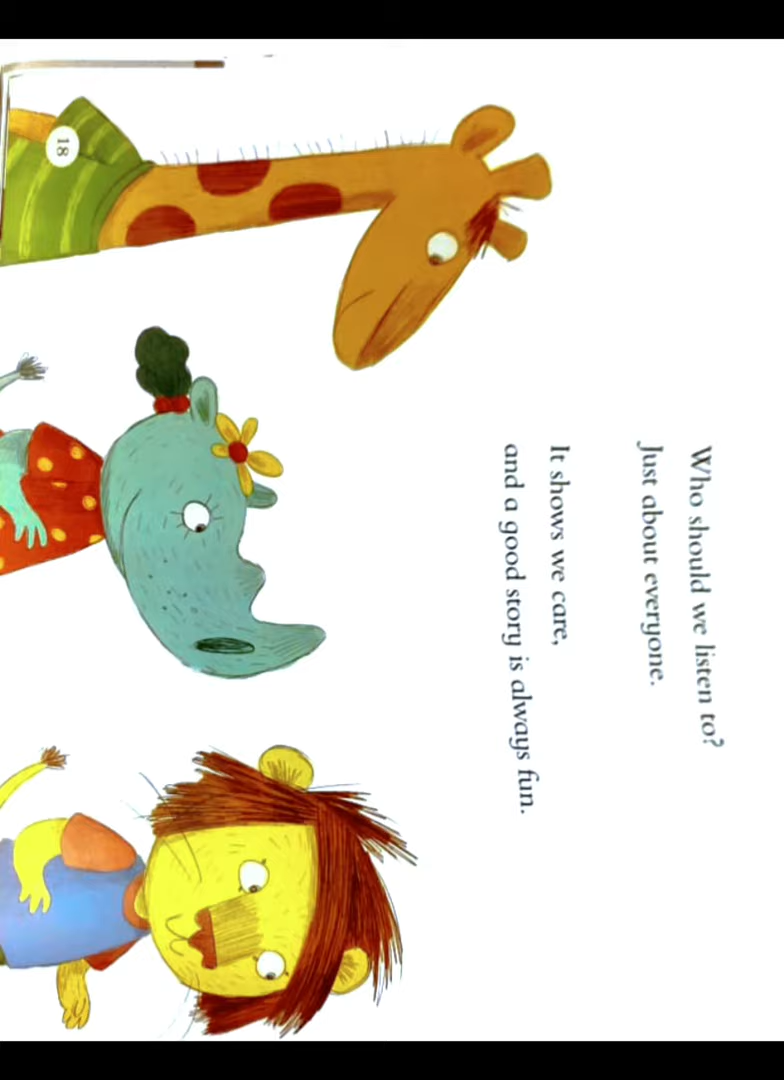 Who should we listen to?
Just about everyone.
It shows we care,
and a good story is always fun.
18